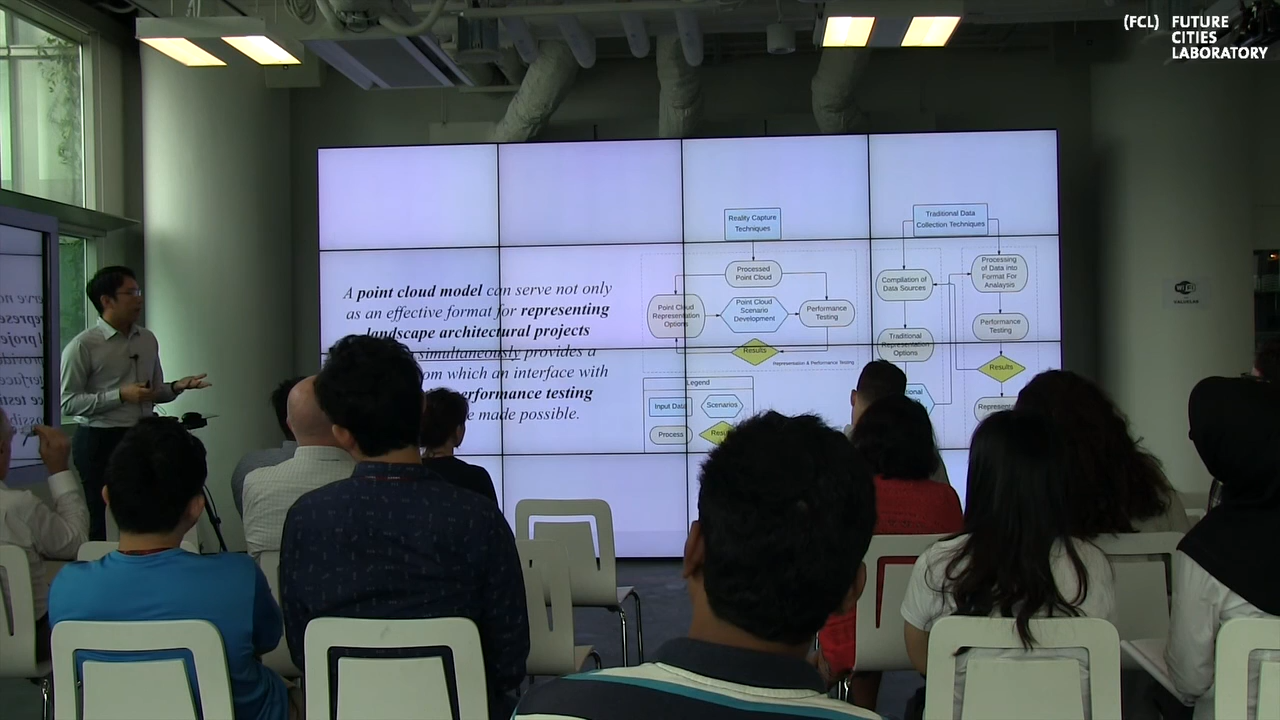 (FCL) FUTURE
CITIES
LABORATORY
A point cloud model can serve not only
as an effective format for representing
landscape architectural projects
simultaneously provides a
from which an interface with
performance testing
e made possible.
Reality Capture
Techniques
Processed
Point Cloud
Point Cloud
Representation
Options
Point Cloud
Scenario
Development
Performance
Testing
Results
Representation & Performance Testing
Legend
Input Data
Scenarios
Process
Traditional Data
Collection Techniques
Compilation of
Data Sources
Processing
of Data into
Format For
Analaysis
Traditional
Representation
Options
Performance
Testing
Results